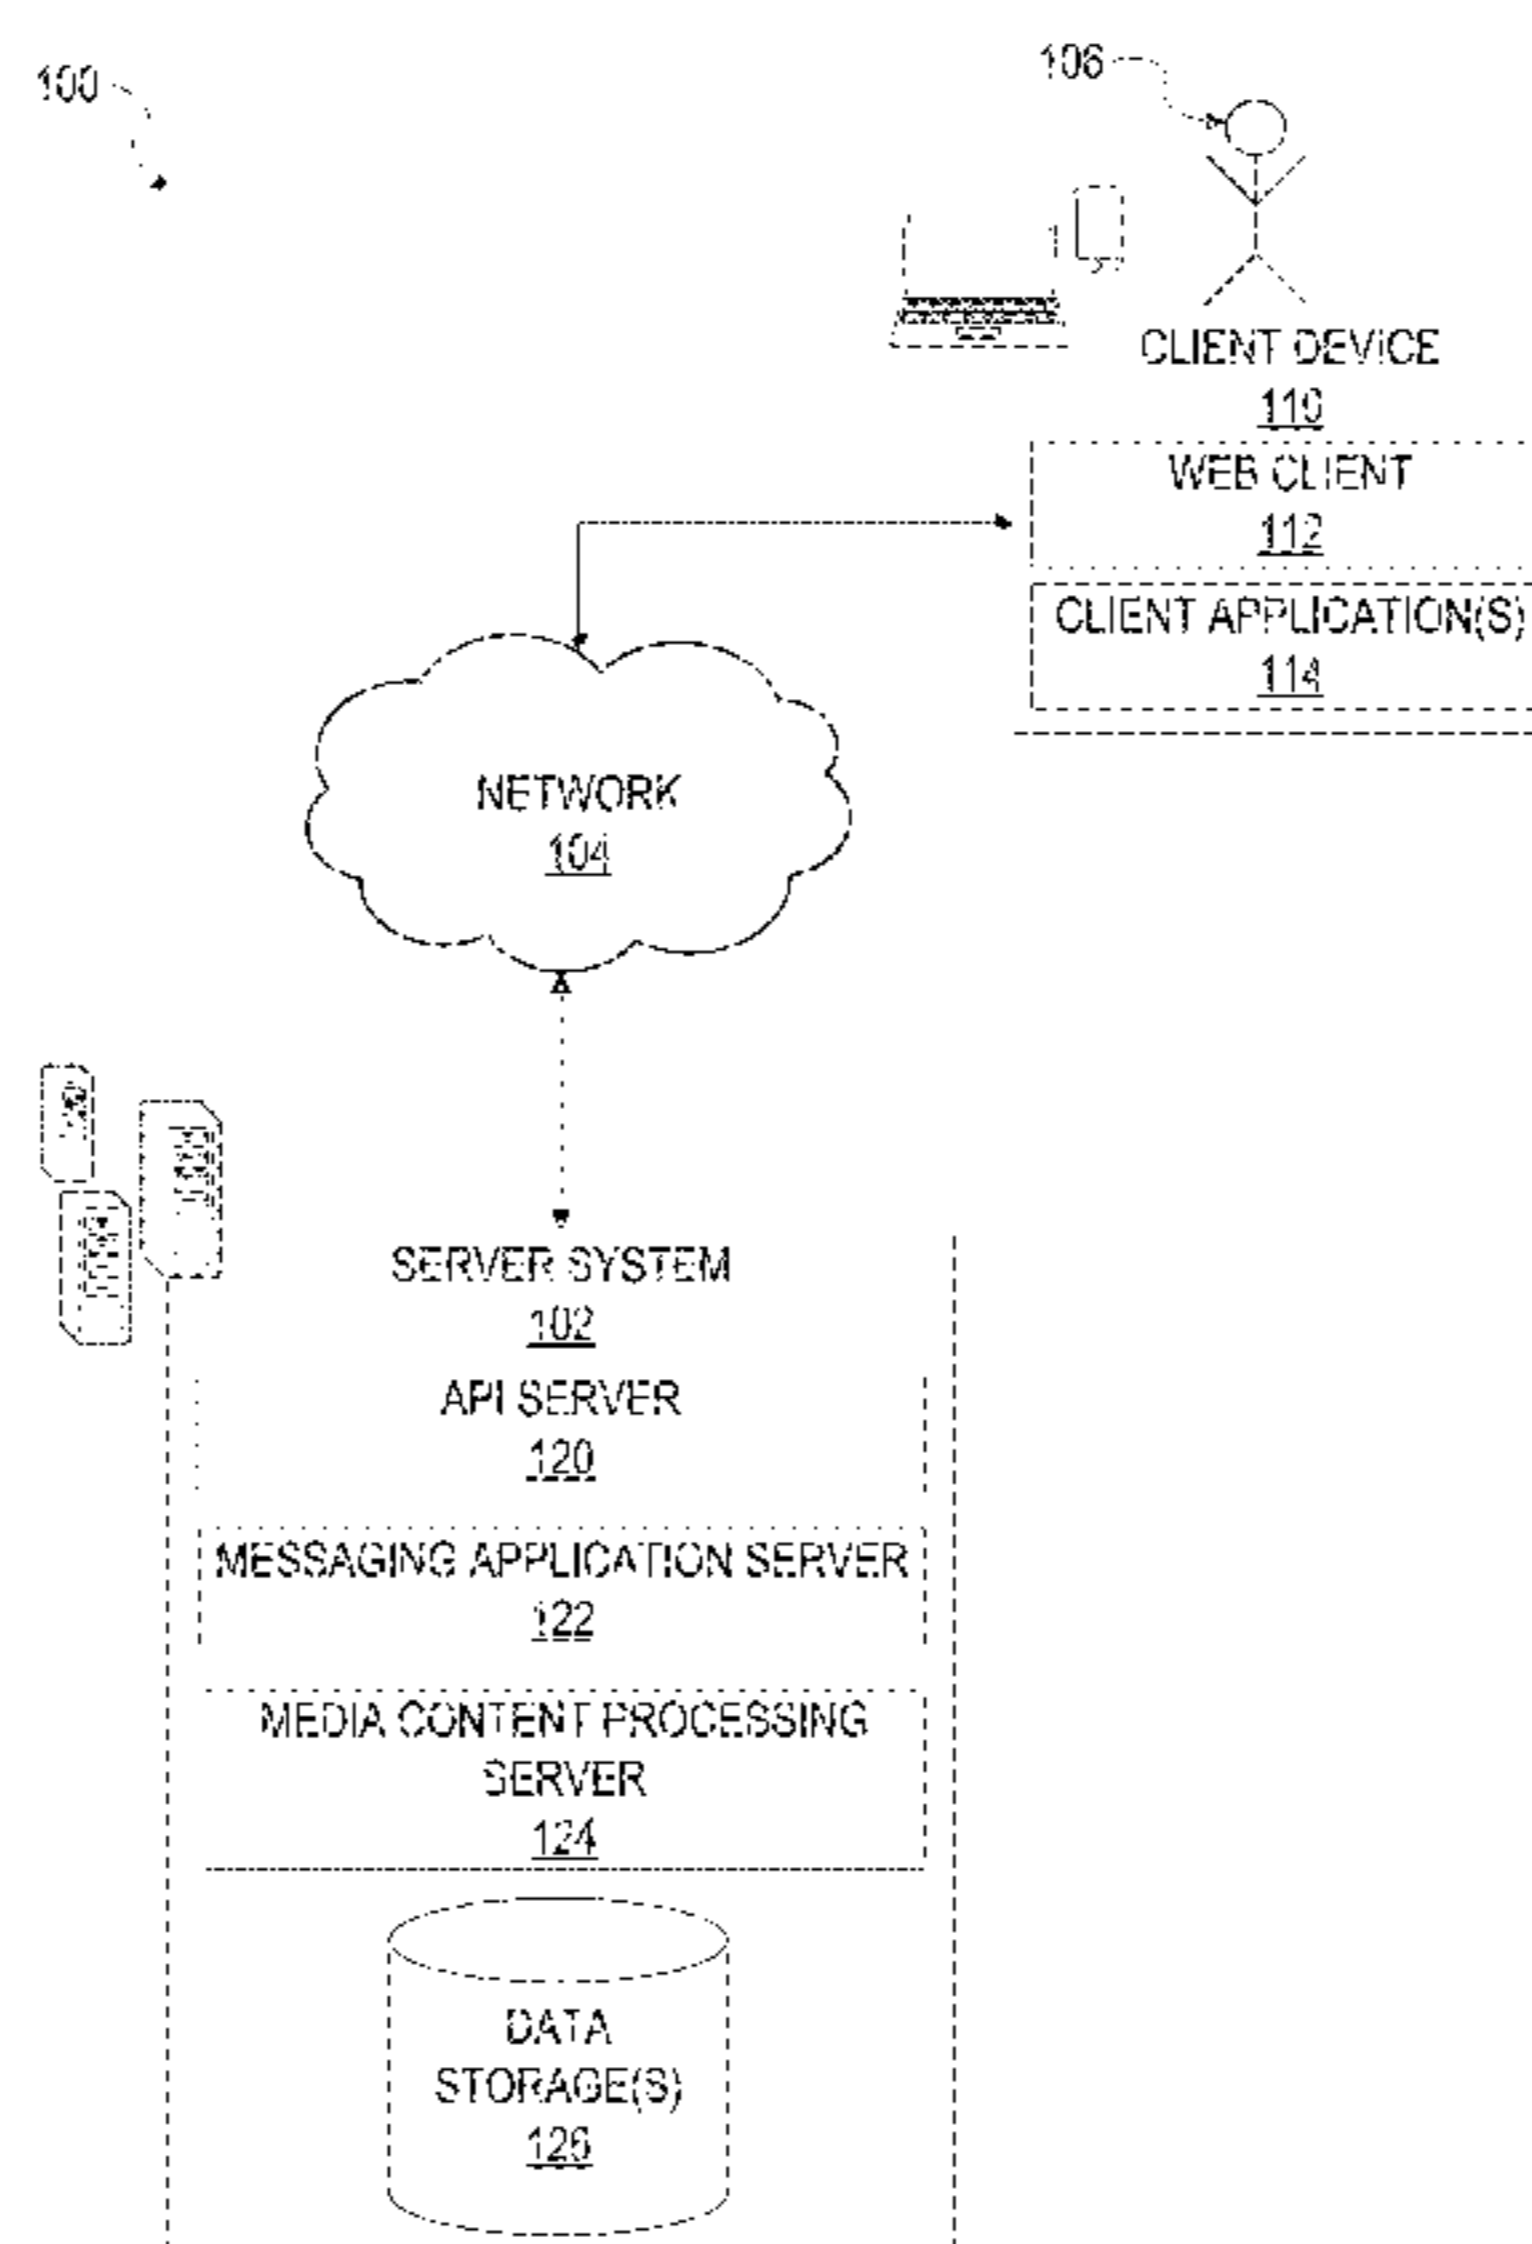 100
106
CLIENT DEVICE
110
WEB CLIENT
112
CLIENT APPLICATION(S)
114
NETWORK
104
SERVER SYSTEM
102
API SERVER
120
MESSAGING APPLICATION SERVER
122
MEDIA CONTENT PROCESSING
SERVER
124
DATA
STORAGE(S)
126